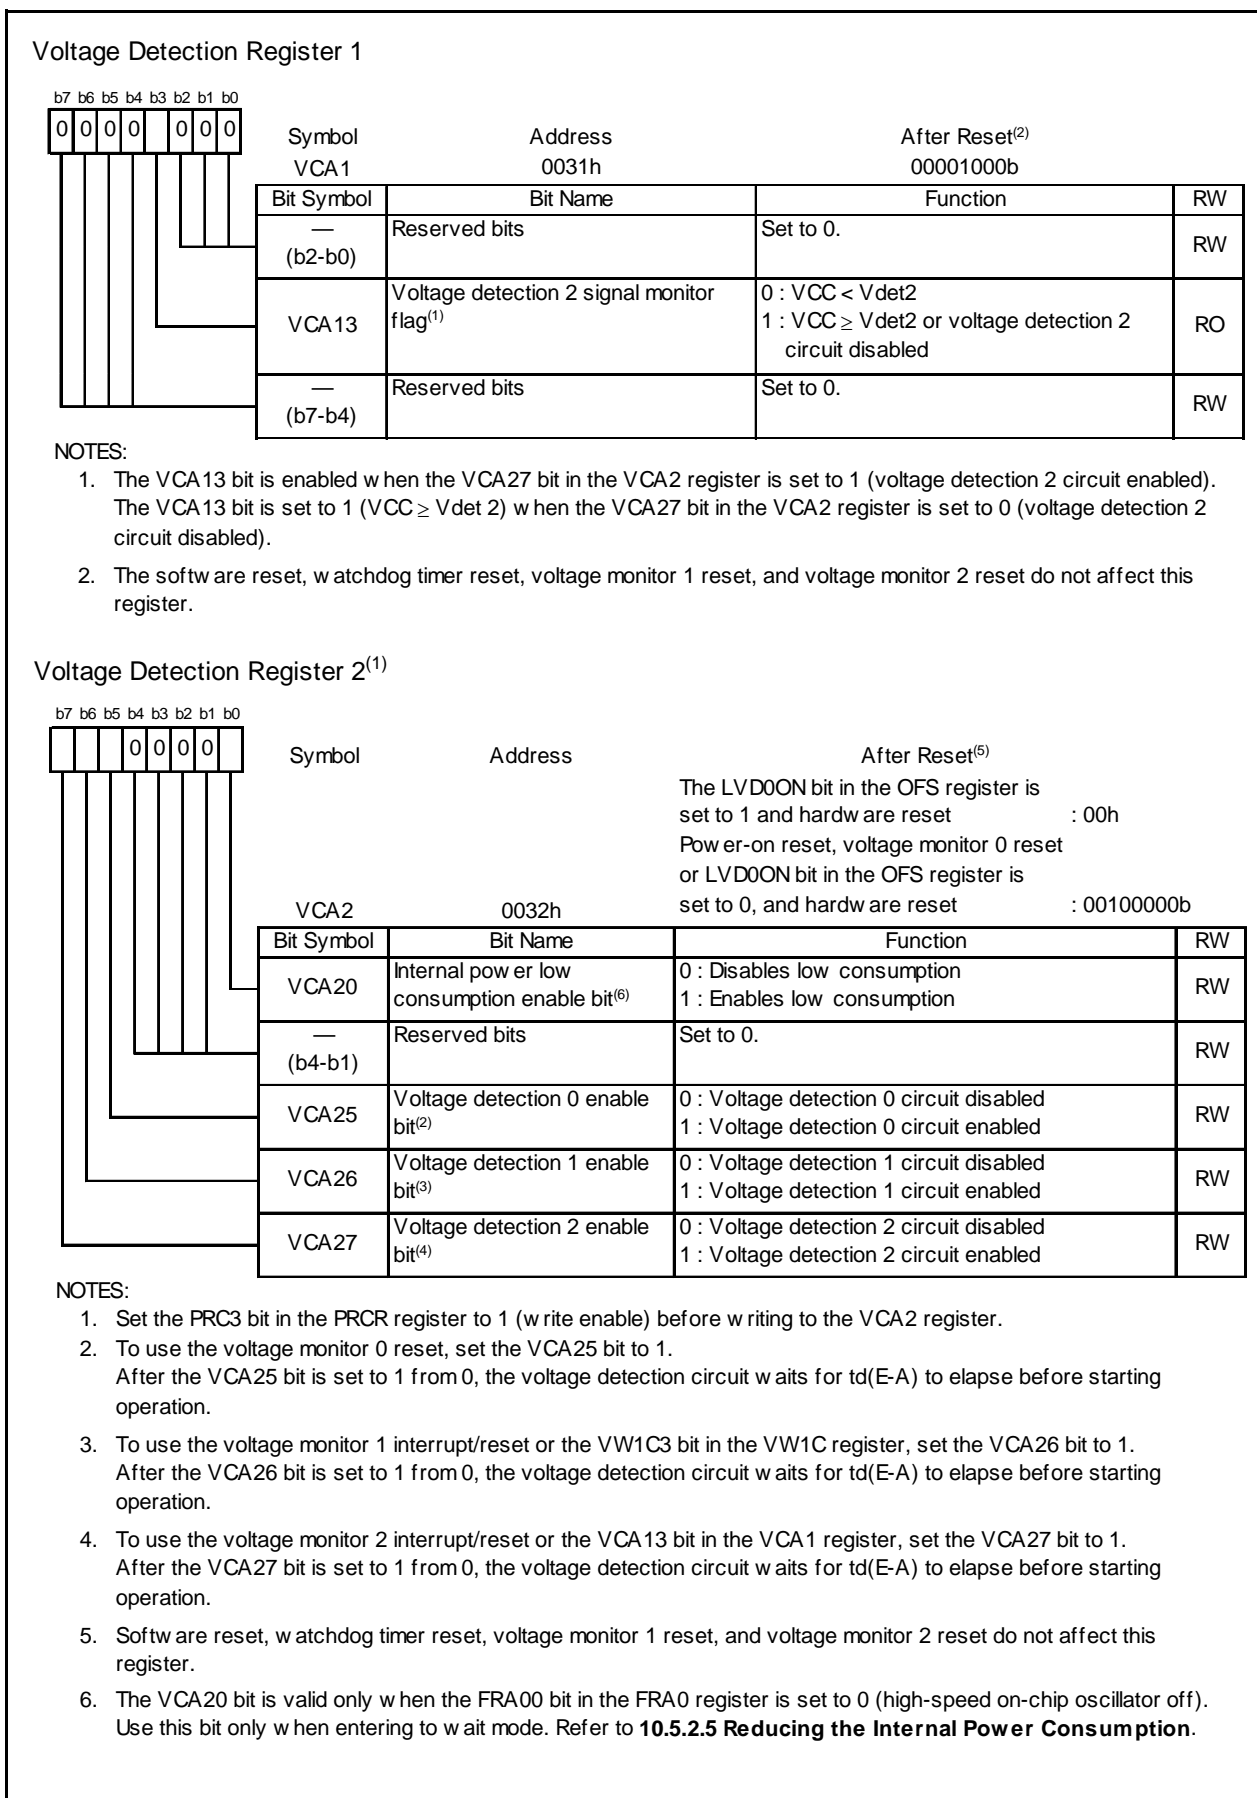 Voltage Detection Register 1
b7 b6 b5 b4 b3 b2 b1 b0
0 0 0 0 0 0 0
Symbol Address After Reset(2)
VCA1 0031h 00001000b
Bit Symbol Bit Name Function RW
— (b2-b0) Reserved bits Set to 0. RW
VCA13 Voltage detection 2 signal monitor flag(1) 0 : VCC < Vdet2
1 : VCC ≥ Vdet2 or voltage detection 2 circuit disabled RO
— (b7-b4) Reserved bits Set to 0. RW
NOTES:
1. The VCA13 bit is enabled when the VCA27 bit in the VCA2 register is set to 1 (voltage detection 2 circuit enabled).
The VCA13 bit is set to 1 (VCC ≥ Vdet 2) when the VCA27 bit in the VCA2 register is set to 0 (voltage detection 2
circuit disabled).
2. The software reset, watchdog timer reset, voltage monitor 1 reset, and voltage monitor 2 reset do not affect this
register.
Voltage Detection Register 2(1)
b7 b6 b5 b4 b3 b2 b1 b0
0 0 0 0
Symbol Address After Reset(5)
The LVD0ON bit in the OFS register is
set to 1 and hardware reset : 00h
Power-on reset, voltage monitor 0 reset
or LVD0ON bit in the OFS register is
VCA2 0032h set to 0, and hardware reset : 00100000b
Bit Symbol Bit Name Function RW
VCA20 Internal power low consumption enable bit(6) 0 : Disables low consumption
1 : Enables low consumption RW
— (b4-b1) Reserved bits Set to 0. RW
VCA25 Voltage detection 0 enable bit(2) 0 : Voltage detection 0 circuit disabled
1 : Voltage detection 0 circuit enabled RW
VCA26 Voltage detection 1 enable bit(3) 0 : Voltage detection 1 circuit disabled
1 : Voltage detection 1 circuit enabled RW
VCA27 Voltage detection 2 enable bit(4) 0 : Voltage detection 2 circuit disabled
1 : Voltage detection 2 circuit enabled RW
NOTES:
1. Set the PRC3 bit in the PRCR register to 1 (write enable) before writing to the VCA2 register.
2. To use the voltage monitor 0 reset, set the VCA25 bit to 1.
After the VCA25 bit is set to 1 from 0, the voltage detection circuit waits for td(E-A) to elapse before starting
operation.
3. To use the voltage monitor 1 interrupt/reset or the VW1C3 bit in the VW1C register, set the VCA26 bit to 1.
After the VCA26 bit is set to 1 from 0, the voltage detection circuit waits for td(E-A) to elapse before starting
operation.
4. To use the voltage monitor 2 interrupt/reset or the VCA13 bit in the VCA1 register, set the VCA27 bit to 1.
After the VCA27 bit is set to 1 from 0, the voltage detection circuit waits for td(E-A) to elapse before starting
operation.
5. Software reset, watchdog timer reset, voltage monitor 1 reset, and voltage monitor 2 reset do not affect this
register.
6. The VCA20 bit is valid only when the FRA00 bit in the FRA0 register is set to 0 (high-speed on-chip oscillator off).
Use this bit only when entering to wait mode. Refer to 10.5.2.5 Reducing the Internal Power Consumption.